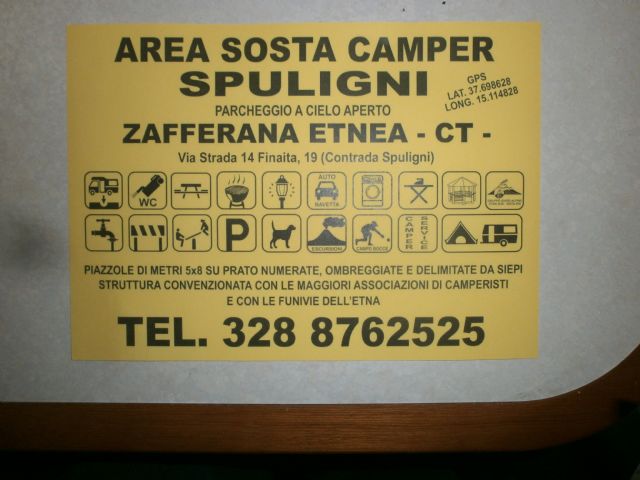 AREA SOSTA CAMPER
SPULIGNI
GPS
LAT. 37.698628
LONG. 15.114828
PARCHEGGIO A CIELO APERTO
ZAFFERANA ETNEA - CT -
Via Strada 14 Finaita, 19 (Contrada Spuligni)
WC
AUTO
NAVETTA
P
ESCURSIONI
CAMPO BOCCE
CAMPER
SERVICE
PIAZZOLE DI METRI 5x8 SU PRATO NUMERATE, OMBREGGIATE E DELIMITATE DA SIEPI
STRUTTURA CONVENZIONATA CON LE MAGGIORI ASSOCIAZIONI DI CAMPERISTI
E CON LE FUNIVIE DELL'ETNA
TEL. 328 8762525